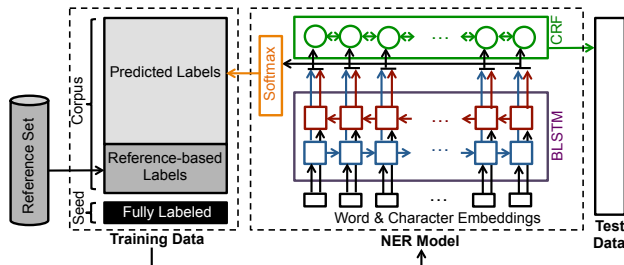 Reference Set
Corpus
Predicted Labels
Reference-based
Labels
Seed
Fully Labeled
Training Data
Softmax
CRF
...
BLSTM
...
...
...
Word & Character Embeddings
NER Model
Test
Data